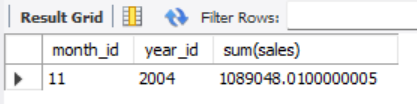 Result Grid Filter Rows:
month_id year_id sum(sales)
11 2004 1089048.0100000005